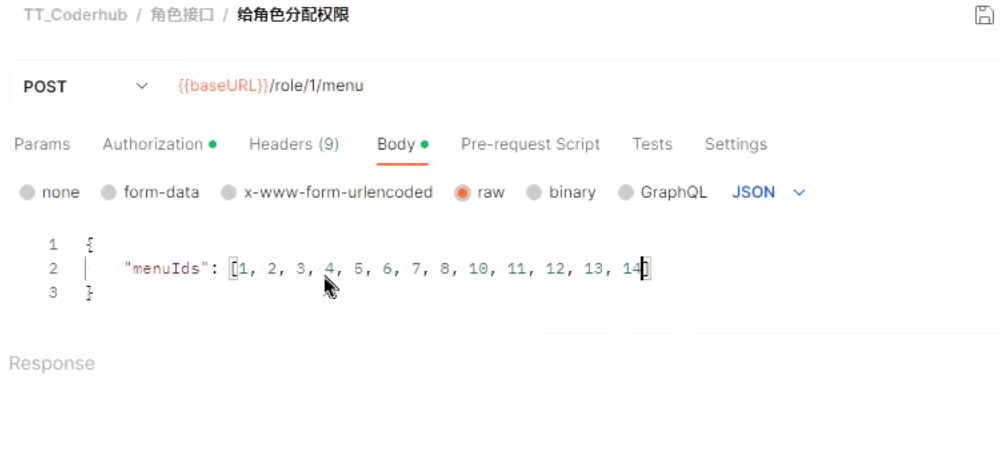 TT_Coderhub / 角色接口 / 给角色分配权限
POST {{baseURL}}/role/1/menu
Params Authorization Headers (9) Body Pre-request Script Tests Settings
none form-data x-www-form-urlencoded raw binary GraphQL JSON
1 {
2 "menuIds": [1, 2, 3, 4, 5, 6, 7, 8, 10, 11, 12, 13, 14]
3 }
Response